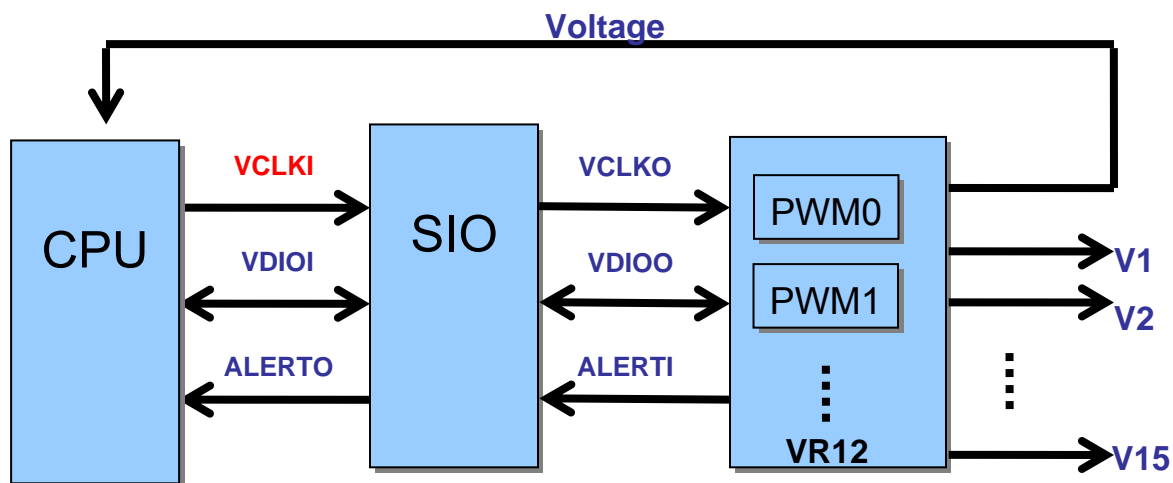 Voltage
VCLKI
VCLKO
PWM0
CPU
SIO
VDIOI
VDIOO
V1
PWM1
V2
ALERTO
ALERTI
VR12
V15